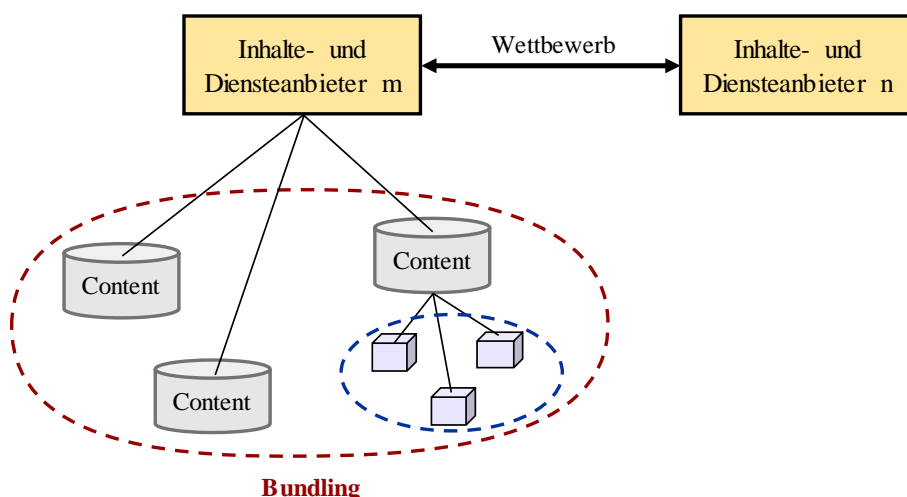 Inhalte- und
Diensteanbieter m
Wettbewerb
Inhalte- und
Diensteanbieter n
Content
Content
Content
Bundling